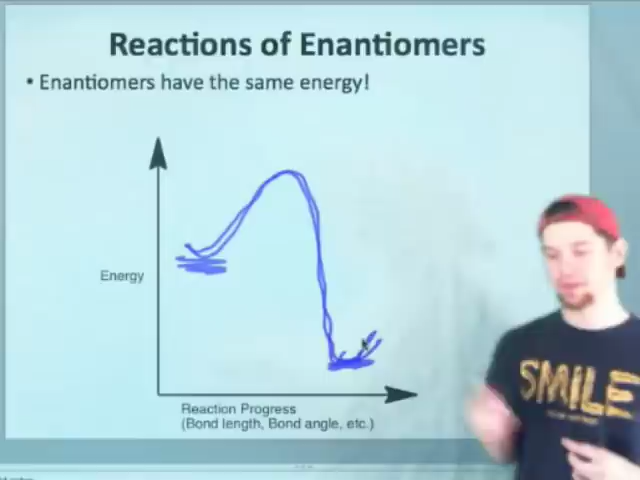 Reactions of Enantiomers
• Enantiomers have the same energy!
Energy
Reaction Progress
(Bond length, Bond angle, etc.)
SMILE